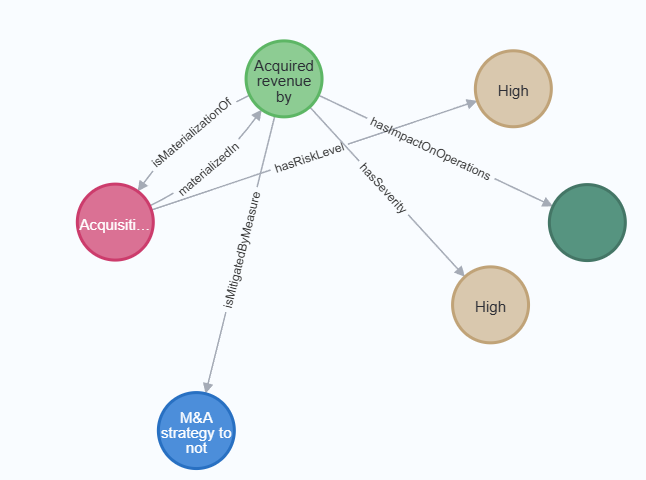 Acquired
revenue
by
High
isMaterializationOf
materializedIn
hasRiskLevel
hasImpactOnOperations
hasSeverity
Acquisiti...
isMitigatedByMeasure
High
M&A
strategy to
not